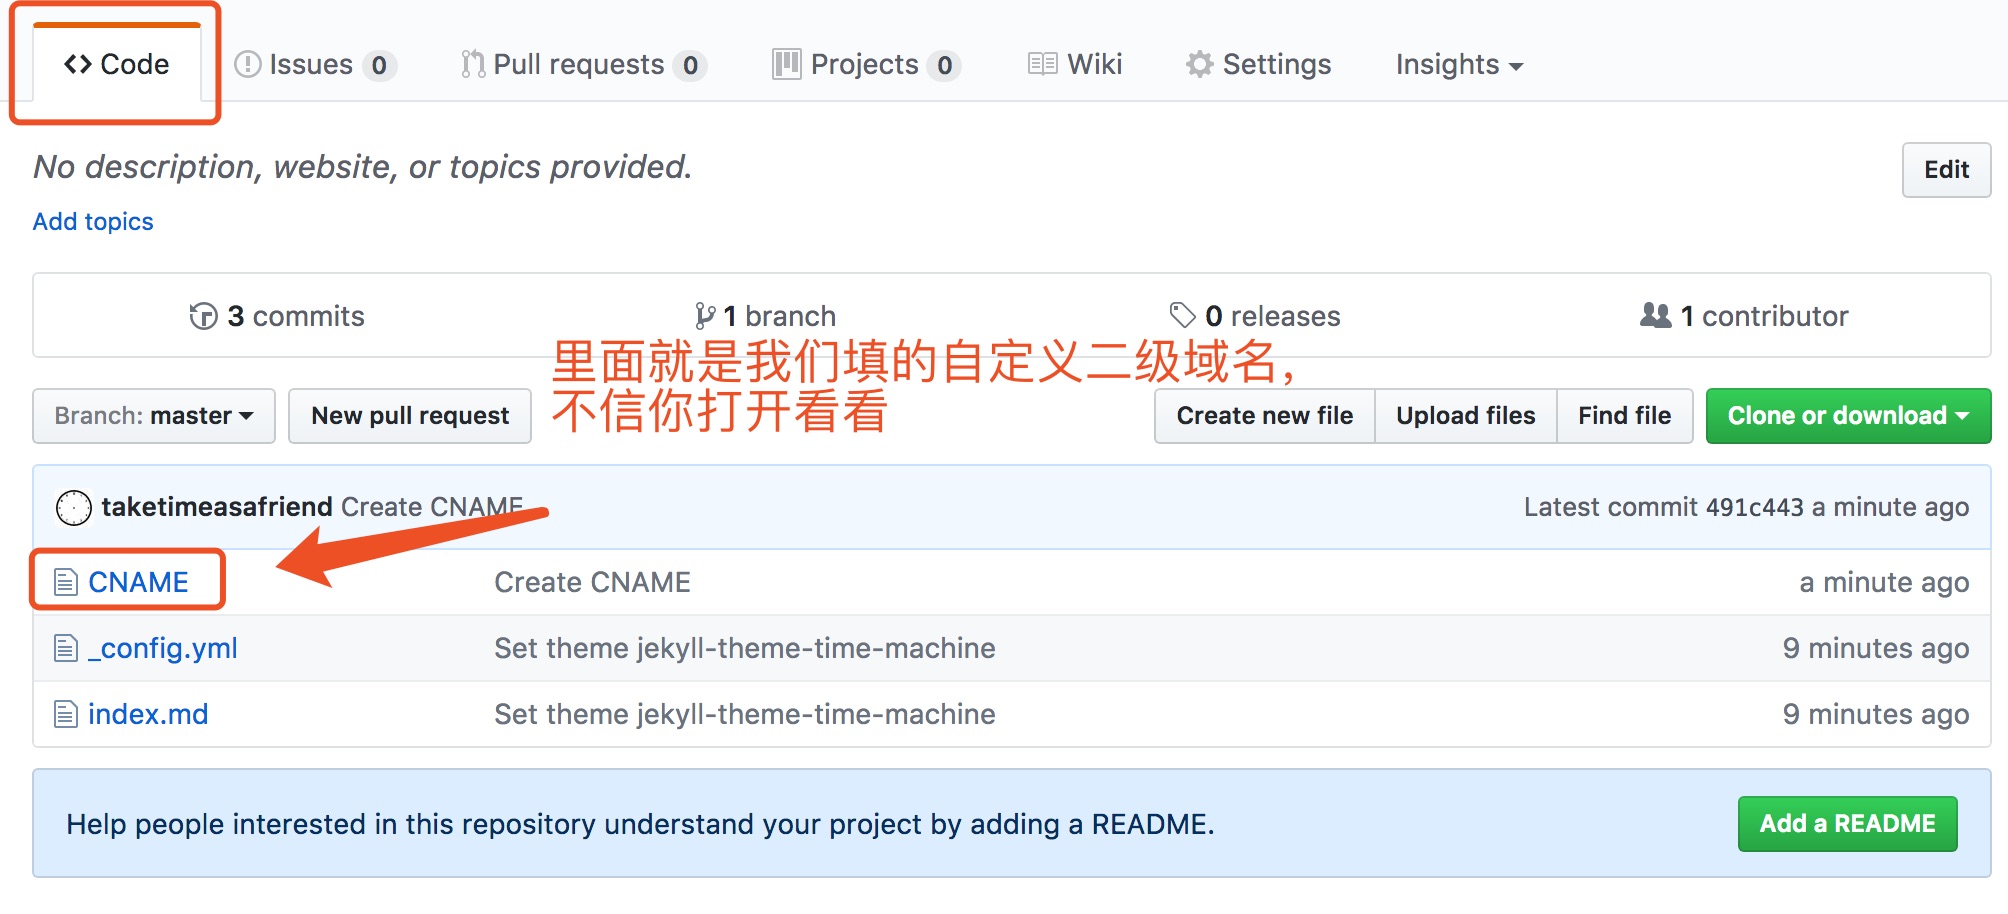 Code Issues 0 Pull requests 0 Projects 0 Wiki Settings Insights
No description, website, or topics provided.
Edit
Add topics
3 commits 1 branch 0 releases 1 contributor
里面就是我们填的自定义二级域名，
不信你打开看看
Branch: master New pull request Create new file Upload files Find file Clone or download
taketimeasafriend Create CNAME Latest commit 491c443 a minute ago
CNAME Create CNAME a minute ago
_config.yml Set theme jekyll-theme-time-machine 9 minutes ago
index.md Set theme jekyll-theme-time-machine 9 minutes ago
Help people interested in this repository understand your project by adding a README. Add a README